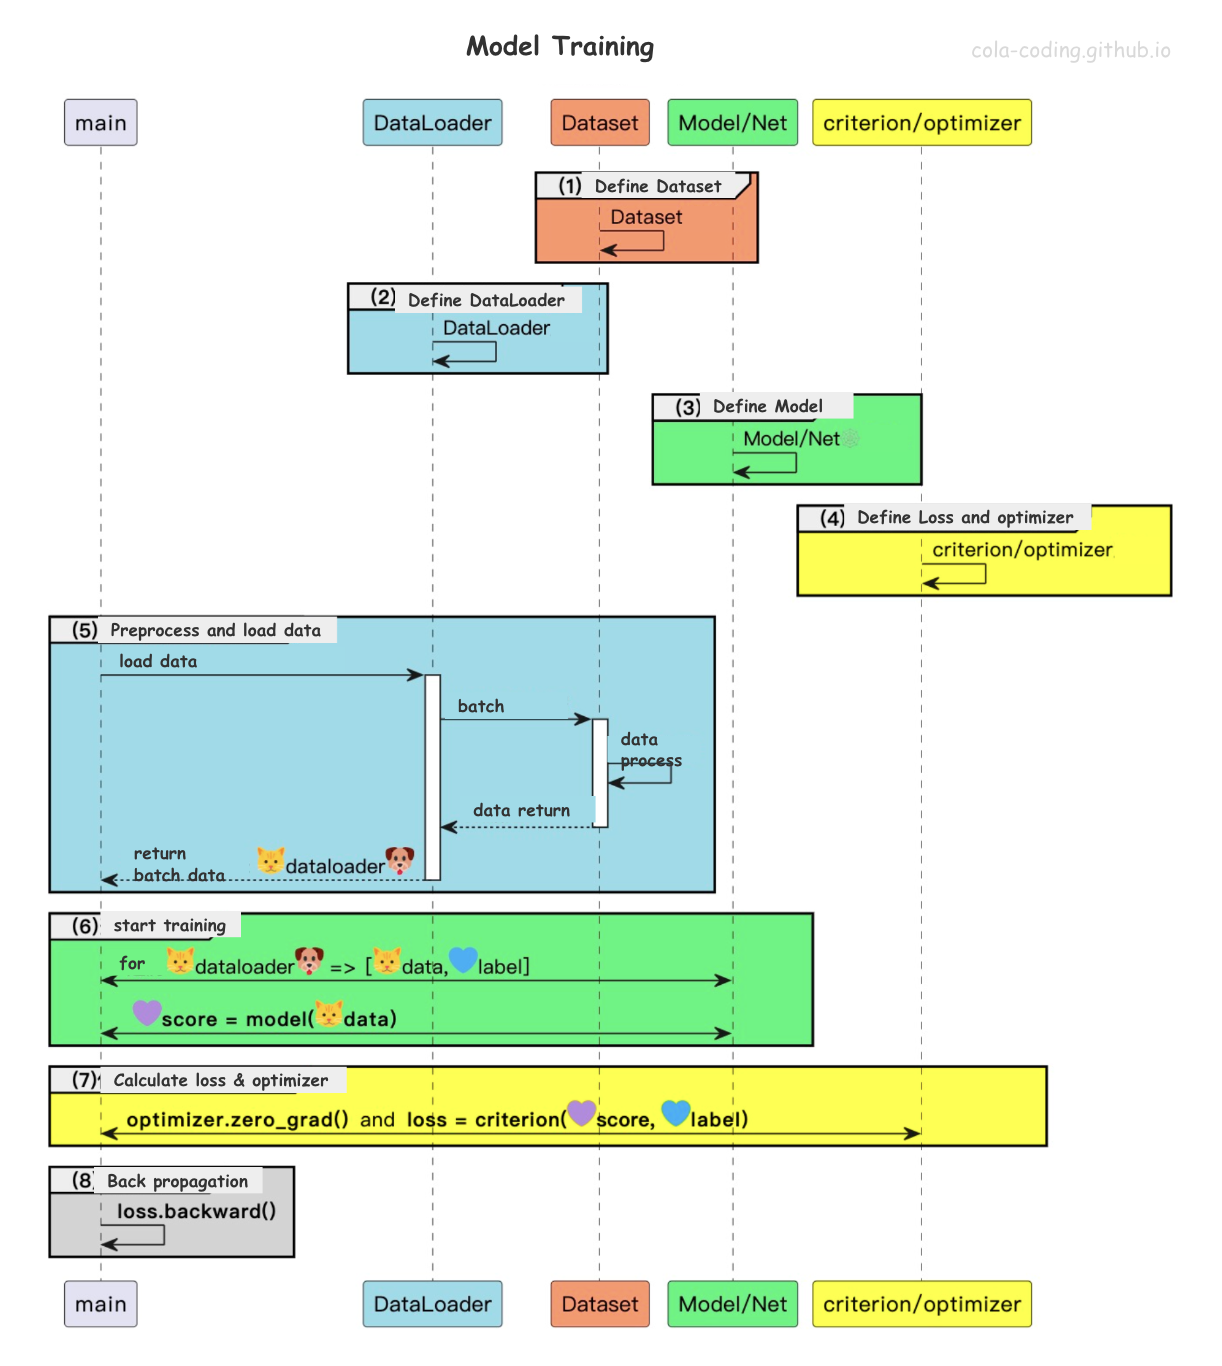 Model Training
cola-coding.github.io
main
DataLoader
Dataset
Model/Net
criterion/optimizer
(1) Define Dataset
Dataset
(2) Define DataLoader
DataLoader
(3) Define Model
Model/Net
(4) Define Loss and optimizer
criterion/optimizer
(5) Preprocess and load data
load data
batch
data
process
data return
return
batch data
dataloader
(6) start training
for dataloader => [data, label]
score = model(data)
(7) Calculate loss & optimizer
optimizer.zero_grad() and loss = criterion(score, label)
(8 Back propagation
loss.backward()
main
DataLoader
Dataset
Model/Net
criterion/optimizer